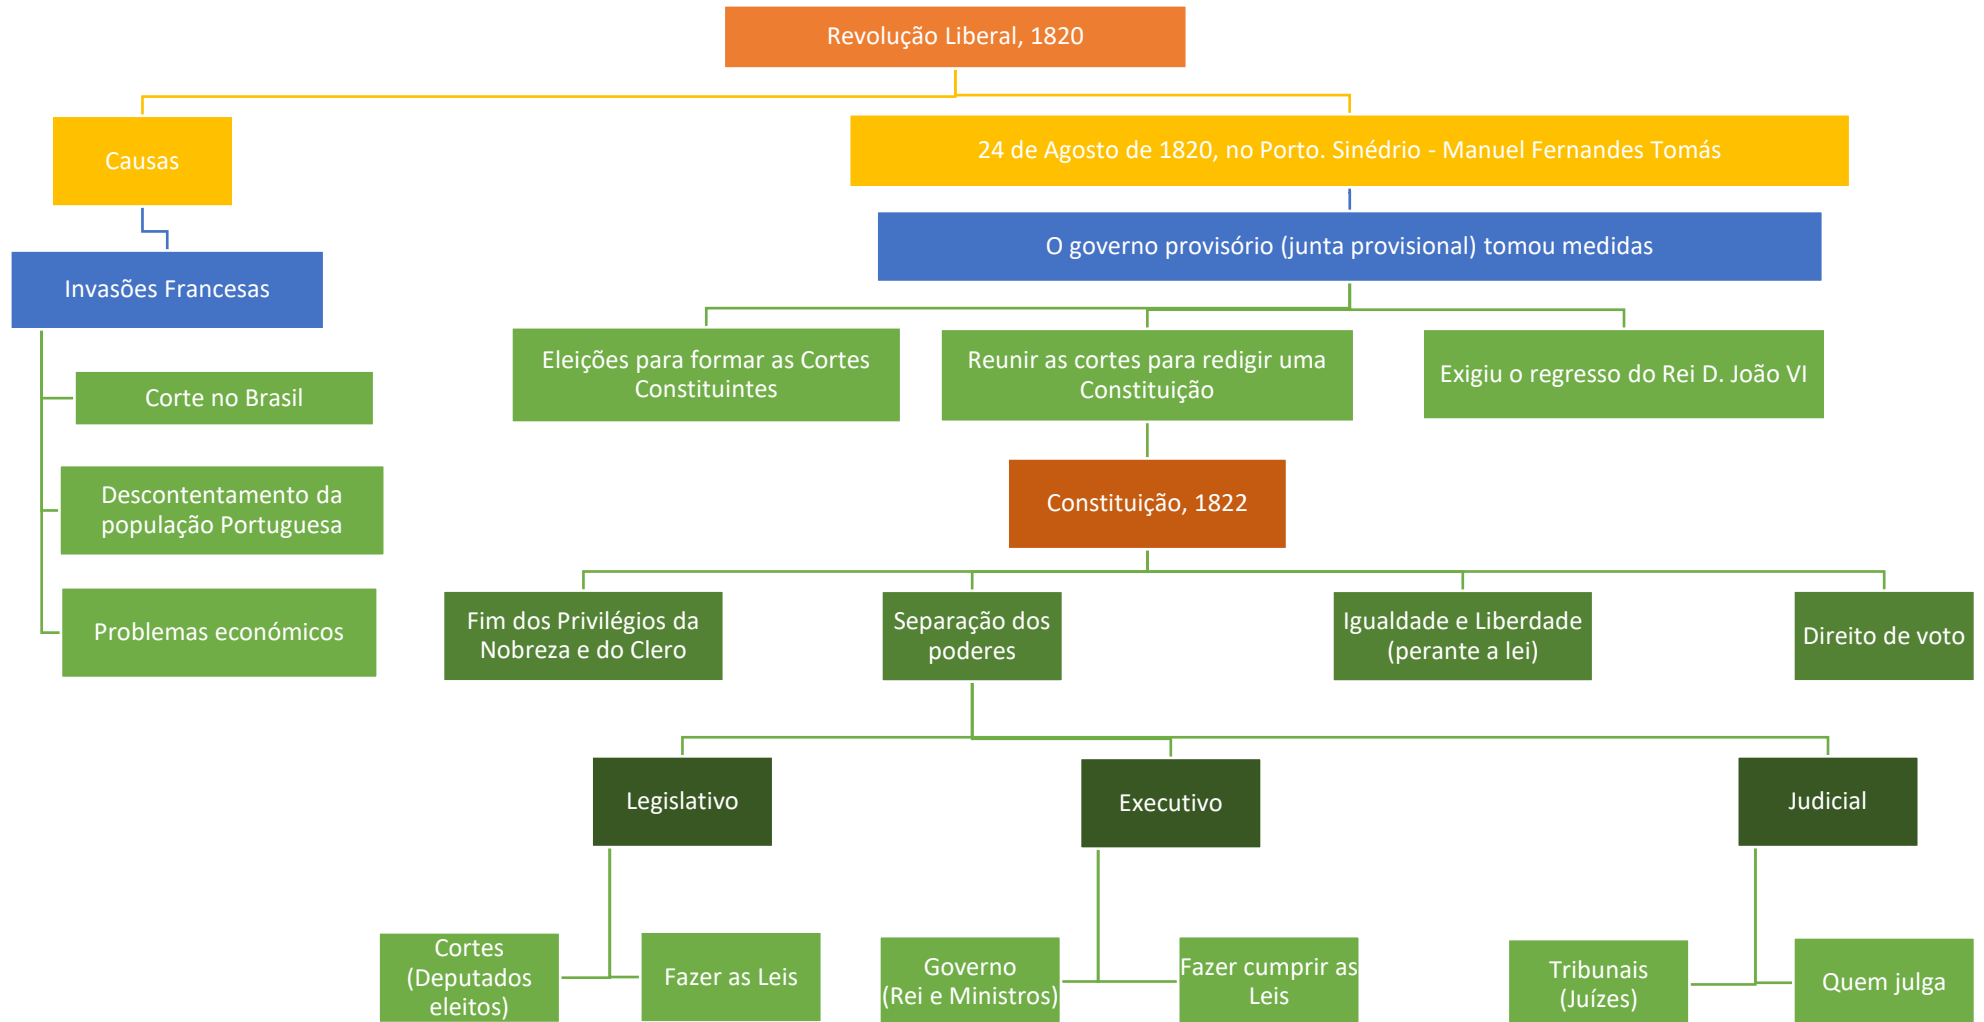 Revolução Liberal, 1820
Causas
24 de Agosto de 1820, no Porto. Sinédrio - Manuel Fernandes Tomás
O governo provisório (junta provisional) tomou medidas
Invasões Francesas
Eleições para formar as Cortes
Constituintes
Reunir as cortes para redigir uma
Constituição
Exigiu o regresso do Rei D. João VI
Corte no Brasil
Descontentamento da
população Portuguesa
Problemas económicos
Constituição, 1822
Fim dos Privilégios da
Nobreza e do Clero
Separação dos
poderes
Igualdade e Liberdade
(perante a lei)
Direito de voto
Legislativo
Executivo
Judicial
Cortes
(Deputados
eleitos)
Fazer as Leis
Governo
(Rei e Ministros)
Fazer cumprir as
Leis
Tribunais
(Juízes)
Quem julga